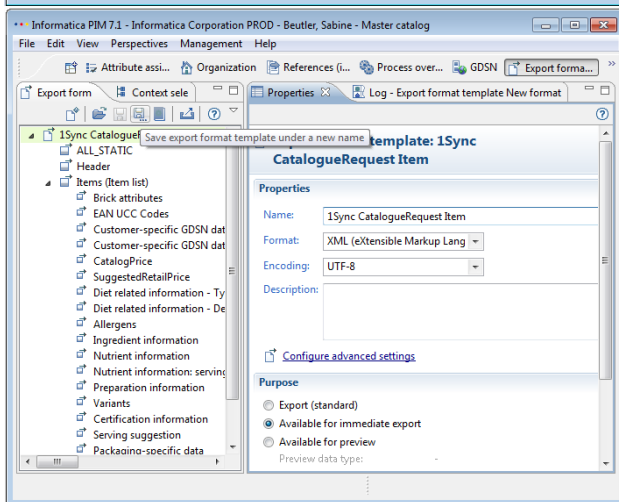 Informatica PIM 7.1 - Informatica Corporation PROD - Beutler, Sabine - Master catalog
File Edit View Perspectives Management Help
Attribute assi... Organization References (i... Process over... GDSN Export forma... »
Export form Context sele
Properties Log - Export format template New format
1Sync Catalogue
Save export format template under a new name
template: 1Sync
CatalogueRequest Item
ALL_STATIC
Header
Items (Item list)
Brick attributes
EAN UCC Codes
Customer-specific GDSN dat
Customer-specific GDSN dat
CatalogPrice
SuggestedRetailPrice
Diet related information - Ty
Diet related information - De
Allergens
Ingredient information
Nutrient information
Nutrient information: serving
Preparation information
Variants
Certification information
Serving suggestion
Packaging-specific data
Properties
Name: 1Sync CatalogueRequest Item
Format: XML (eXtensible Markup Lang
Encoding: UTF-8
Description:
Configure advanced settings
Purpose
Export (standard)
Available for immediate export
Available for preview
Preview data type: -